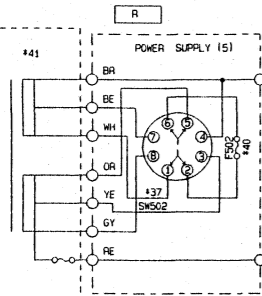 R
*41
POWER SUPPLY (5)
BR
BE
WH
OR
YE
GY
RE
6 5
7 4
8 3
1 2
*37
SW502
F502
*40